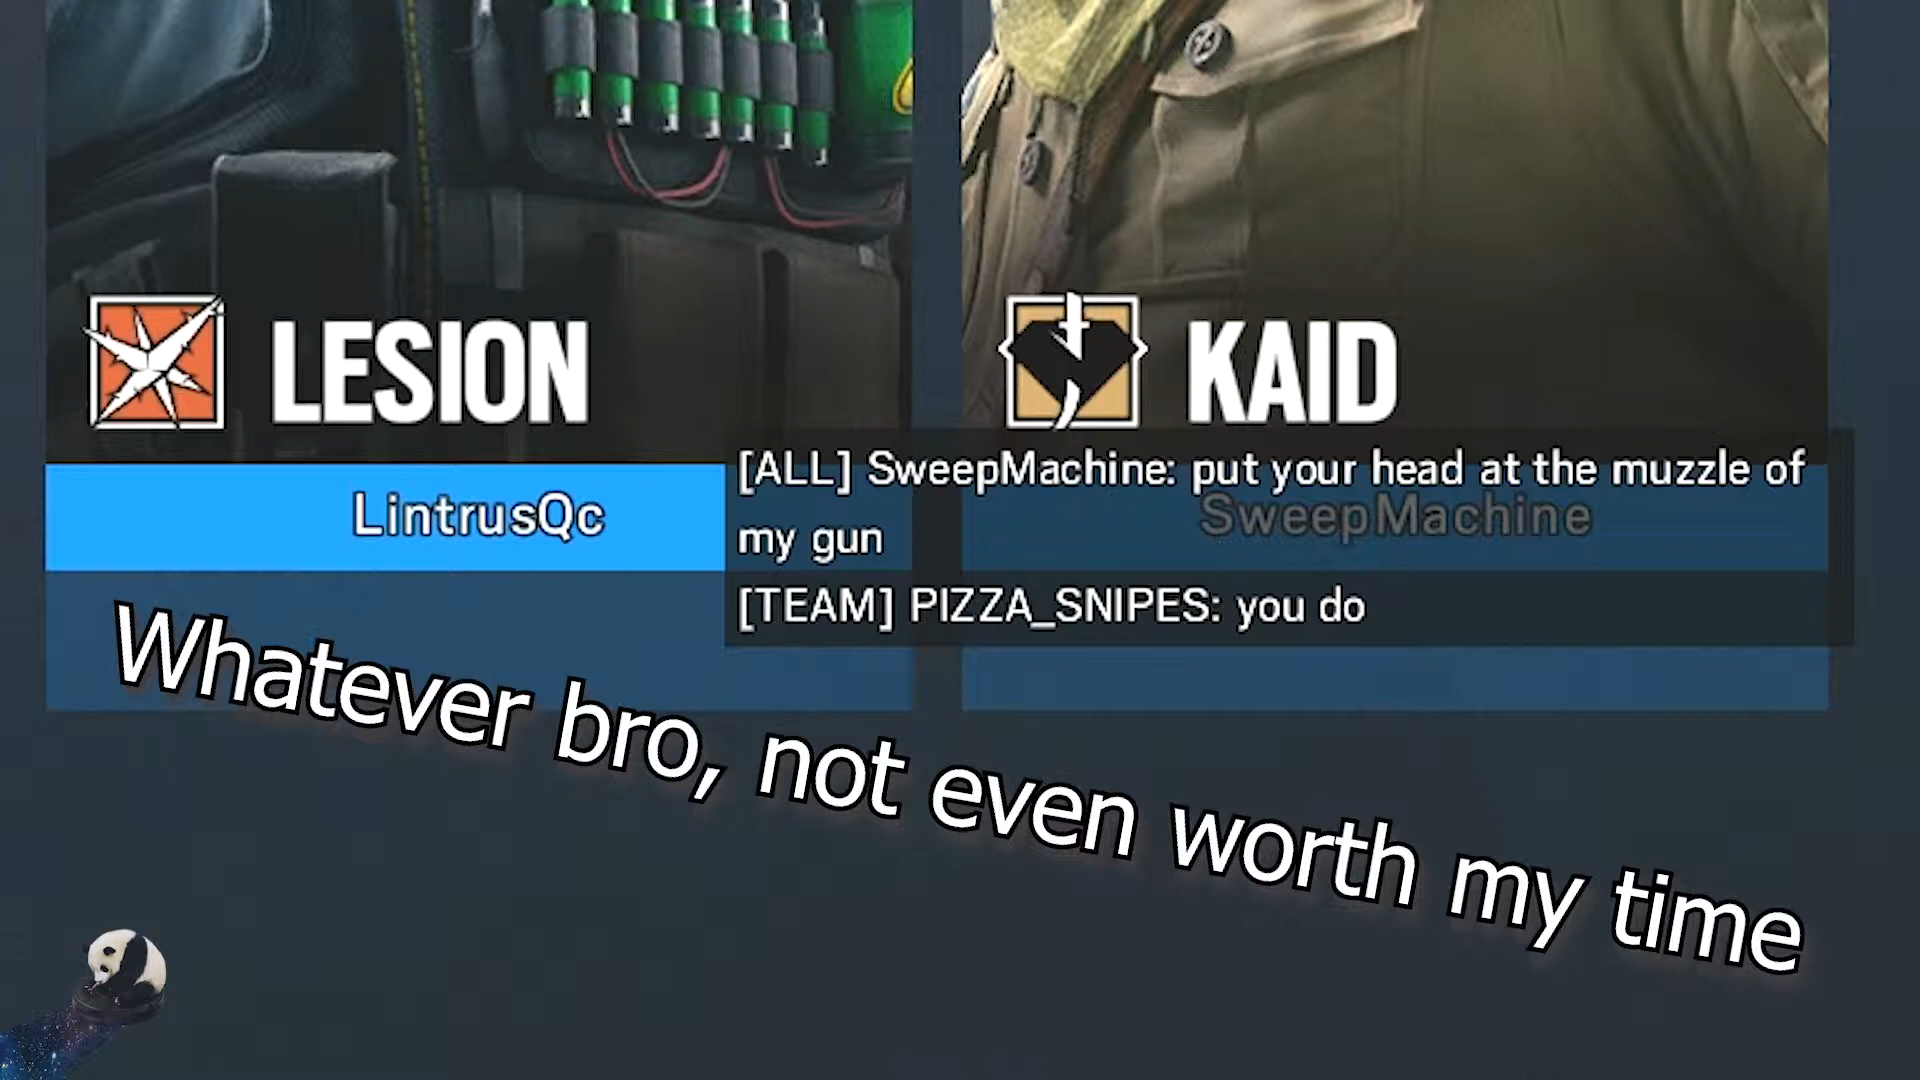 LESION
KAID
LintrusQc
SweepMachine
[ALL] SweepMachine: put your head at the muzzle of
my gun
[TEAM] PIZZA_SNIPES: you do
Whatever bro, not even worth my time